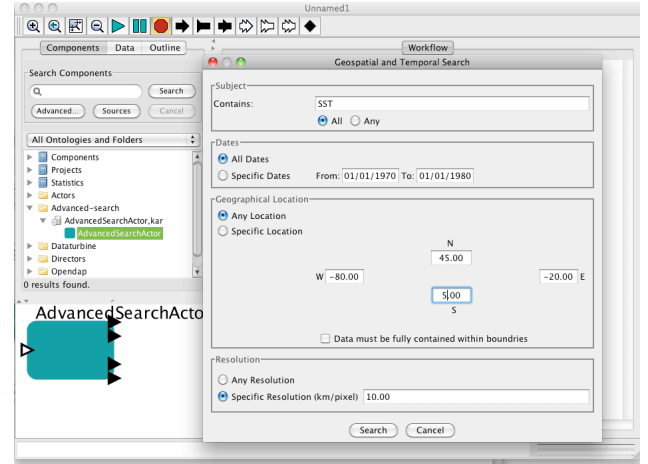 Unnamed1
Components Data Outline
Workflow
Search Components
Search
Advanced... Sources Cancel
All Ontologies and Folders
Components
Projects
Statistics
Actors
Advanced-search
AdvancedSearchActor,kar
AdvancedSearchActor
Dataturbine
Directors
Opendap
0 results found.
AdvancedSearchActo
Geospatial and Temporal Search
Subject
Contains: SST
All Any
Dates
All Dates
Specific Dates From: 01/01/1970 To: 01/01/1980
Geographical Location
Any Location
Specific Location
N
45.00
W -80.00 -20.00 E
5.00
S
Data must be fully contained within boundries
Resolution
Any Resolution
Specific Resolution (km/pixel) 10.00
Search Cancel